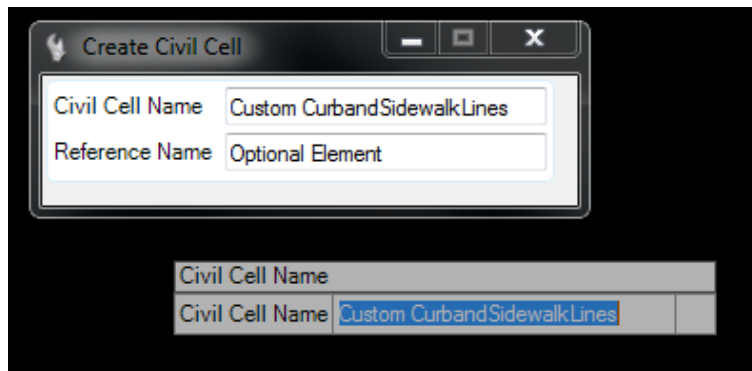 Create Civil Cell
Civil Cell Name Custom CurbandSidewalkLines
Reference Name Optional Element
Civil Cell Name
Civil Cell Name Custom CurbandSidewalkLines